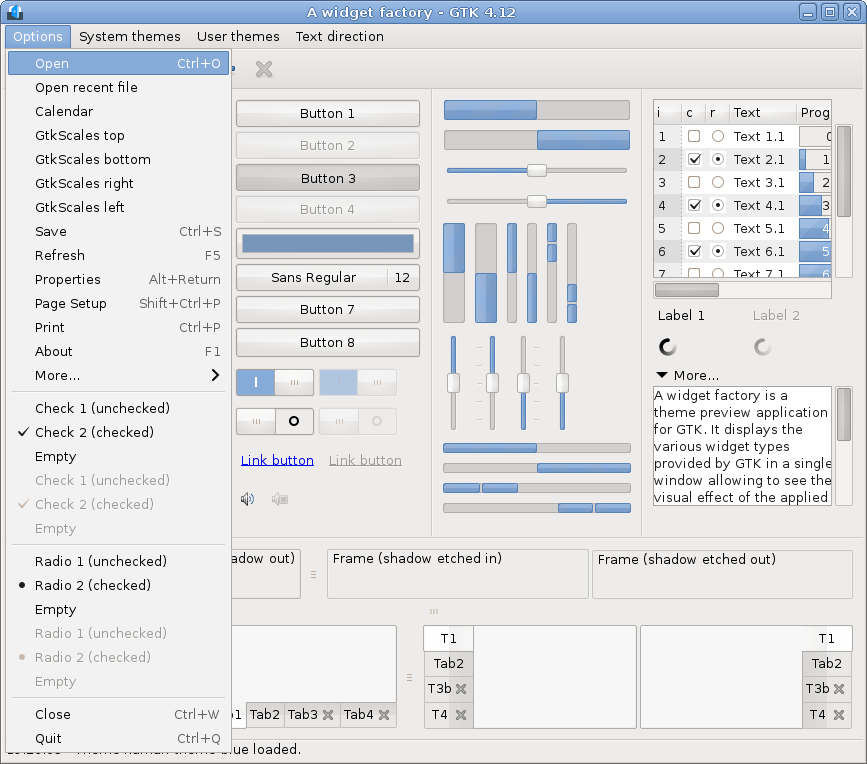 A widget factory - GTK 4.12
Options System themes User themes Text direction
Open Ctrl+O
Open recent file
Calendar
GtkScales top
GtkScales bottom
GtkScales right
GtkScales left
Save Ctrl+S
Refresh F5
Properties Alt+Return
Page Setup Shift+Ctrl+P
Print Ctrl+P
About F1
More...
Check 1 (unchecked)
Check 2 (checked)
Empty
Check 1 (unchecked)
Check 2 (checked)
Empty
Radio 1 (unchecked)
Radio 2 (checked)
Empty
Radio 1 (unchecked)
Radio 2 (checked)
Empty
Close Ctrl+W
Quit Ctrl+Q
Button 1
Button 2
Button 3
Button 4
Sans Regular 12
Button 7
Button 8
Link button Link button
i c r Text Prog
1 Text 1.1 0
2 Text 2.1 1
3 Text 3.1 2
4 Text 4.1 3
5 Text 5.1 4
6 Text 6.1 5
7 Text 7.1 6
Label 1 Label 2
More...
A widget factory is a
theme preview application
for GTK. It displays the
various widget types
provided by GTK in a single
window allowing to see the
visual effect of the applied
adow out) Frame (shadow etched in) Frame (shadow etched out)
b1 Tab2 Tab3 Tab4
T1
Tab2
T3b
T4
T1
Tab2
T3b
T4
blue loaded.